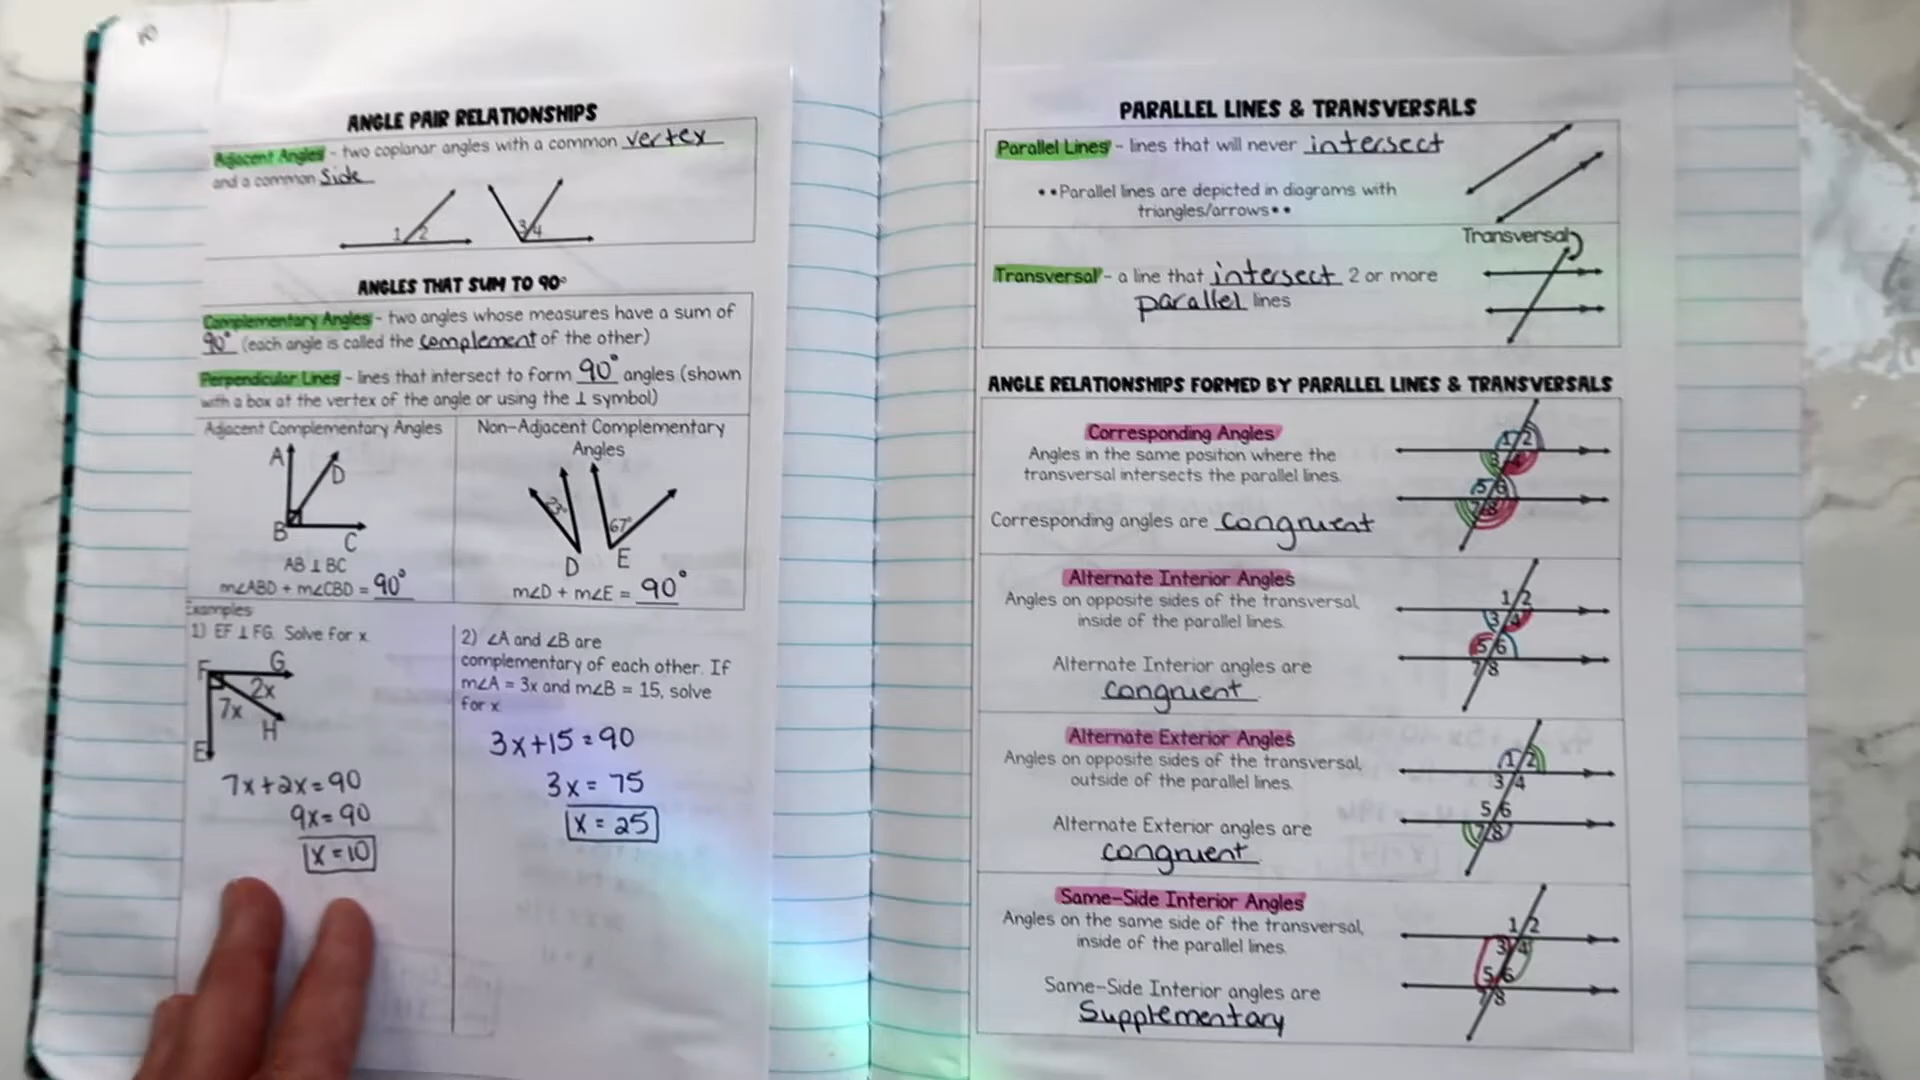 ANGLE PAIR RELATIONSHIPS
Adjacent Angles - two coplanar angles with a common vertex
and a common Side
1 2
3 4
ANGLES THAT SUM TO 90°
Complementary Angles - two angles whose measures have a sum of
90° (each angle is called the complement of the other)
Perpendicular Lines - lines that intersect to form 90° angles (shown
with a box at the vertex of the angle or using the ⊥ symbol)
Adjacent Complementary Angles
A
D
B
C
AB ⊥ BC
m∠ABD + m∠CBD = 90°
Non-Adjacent Complementary
Angles
23°
67°
D E
m∠D + m∠E = 90°
Examples
1) EF ⊥ FG. Solve for x.
F G
2x
7x
H
E
7x+2x=90
9x=90
x=10
2) ∠A and ∠B are
complementary of each other. If
m∠A = 3x and m∠B = 15, solve
for x
3x+15=90
3x = 75
x = 25
PARALLEL LINES & TRANSVERSALS
Parallel Lines - lines that will never intersect
••Parallel lines are depicted in diagrams with
triangles/arrows••
Transversal
Transversal - a line that intersect 2 or more
parallel lines
ANGLE RELATIONSHIPS FORMED BY PARALLEL LINES & TRANSVERSALS
Corresponding Angles
Angles in the same position where the
transversal intersects the parallel lines.
Corresponding angles are congruent
1 2
3 4
5 6
7 8
Alternate Interior Angles
Angles on opposite sides of the transversal,
inside of the parallel lines.
Alternate Interior angles are
congruent
1 2
3 4
5 6
7 8
Alternate Exterior Angles
Angles on opposite sides of the transversal,
outside of the parallel lines.
Alternate Exterior angles are
congruent
1 2
3 4
5 6
7 8
Same-Side Interior Angles
Angles on the same side of the transversal,
inside of the parallel lines.
Same-Side Interior angles are
Supplementary
1 2
3 4
5 6
7 8